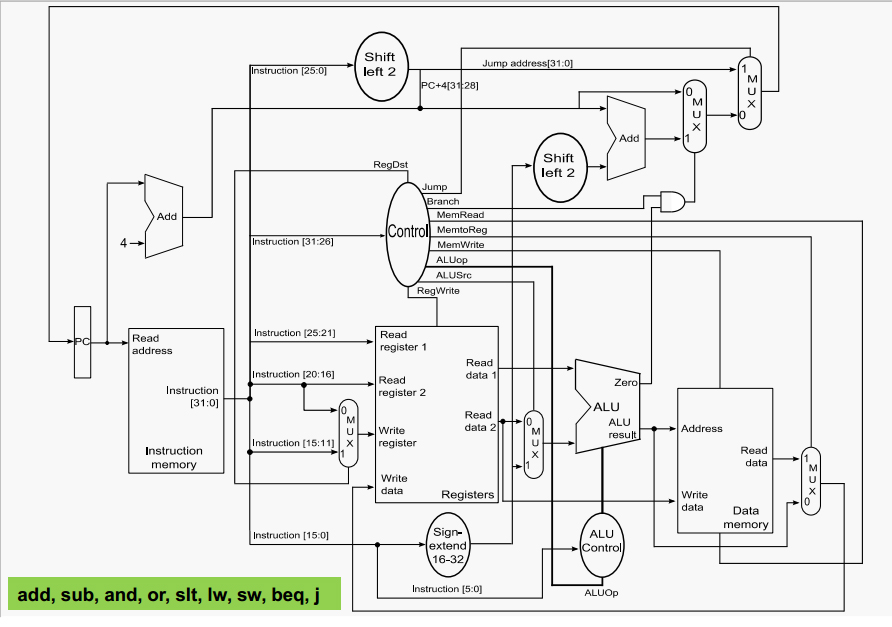 Shift
left 2
Instruction [25:0]
Jump address[31:0]
PC+4[31:28]
1
M
U
X
0
0
M
U
X
1
Add
Shift
left 2
RegDst
Jump
Branch
MemRead
MemtoReg
MemWrite
ALUop
ALUSrc
RegWrite
Control
Add
4
Instruction [31:26]
PC
Read
address
Instruction
[31:0]
Instruction
memory
Instruction [25:21]
Instruction [20:16]
Instruction [15:11]
0
M
U
X
1
Read
register 1
Read
register 2
Write
register
Write
data
Read
data 1
Read
data 2
Registers
0
M
U
X
1
Zero
ALU
ALU
result
Address
Read
data
Write
data
Data
memory
1
M
U
X
0
Instruction [15:0]
Sign-
extend
16-32
ALU
Control
Instruction [5:0]
ALUOp
add, sub, and, or, slt, lw, sw, beq, j